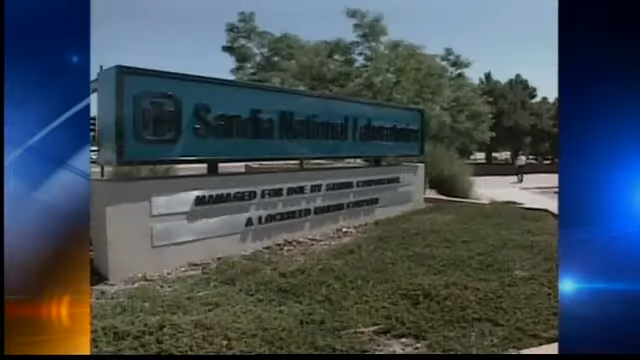 Sandia National Laboratories
MANAGED FOR DOE BY SANDIA CORPORATION
A LOCKHEED MARTIN COMPANY